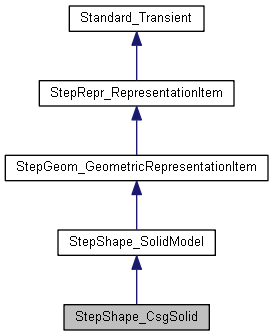 Standard_Transient
StepRepr_RepresentationItem
StepGeom_GeometricRepresentationItem
StepShape_SolidModel
StepShape_CsgSolid